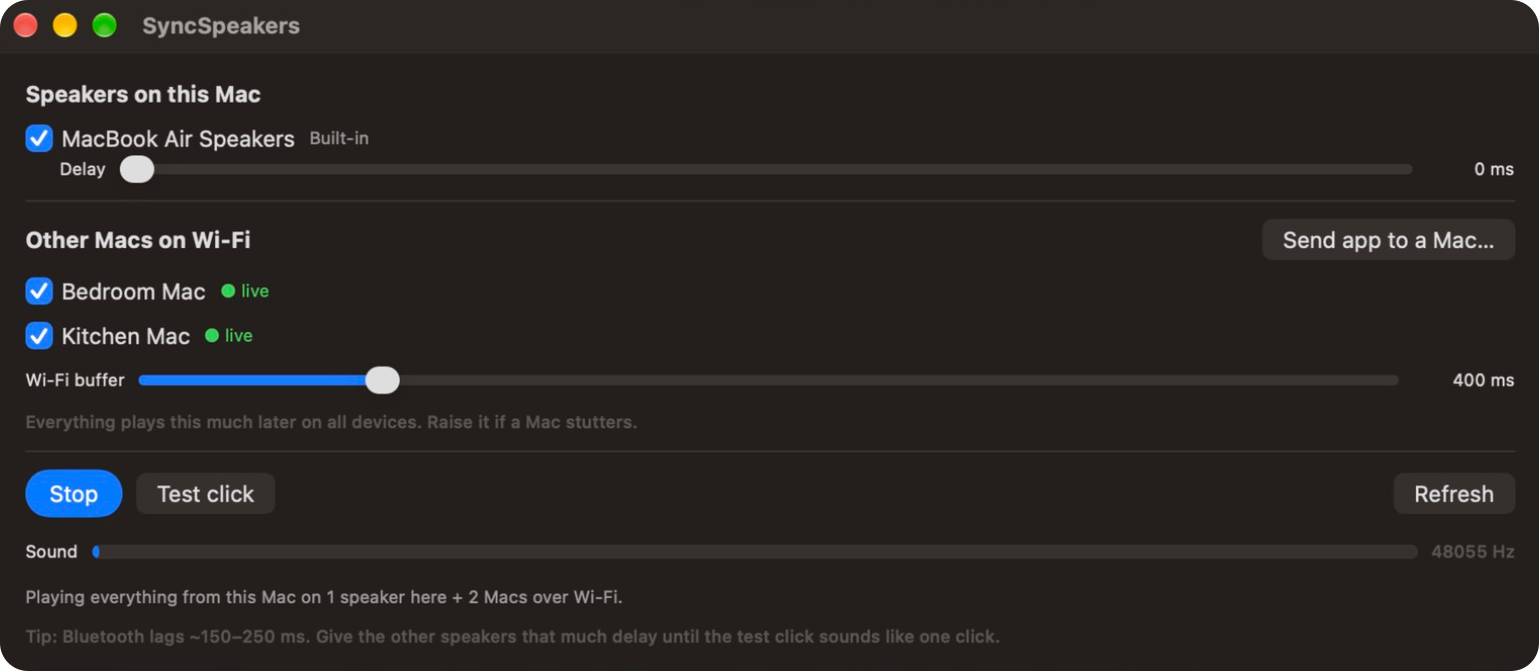 SyncSpeakers
Speakers on this Mac
MacBook Air Speakers Built-in
Delay 0 ms
Other Macs on Wi-Fi Send app to a Mac...
Bedroom Mac live
Kitchen Mac live
Wi-Fi buffer 400 ms
Everything plays this much later on all devices. Raise it if a Mac stutters.
Stop Test click Refresh
Sound 48055 Hz
Playing everything from this Mac on 1 speaker here + 2 Macs over Wi-Fi.
Tip: Bluetooth lags ~150–250 ms. Give the other speakers that much delay until the test click sounds like one click.